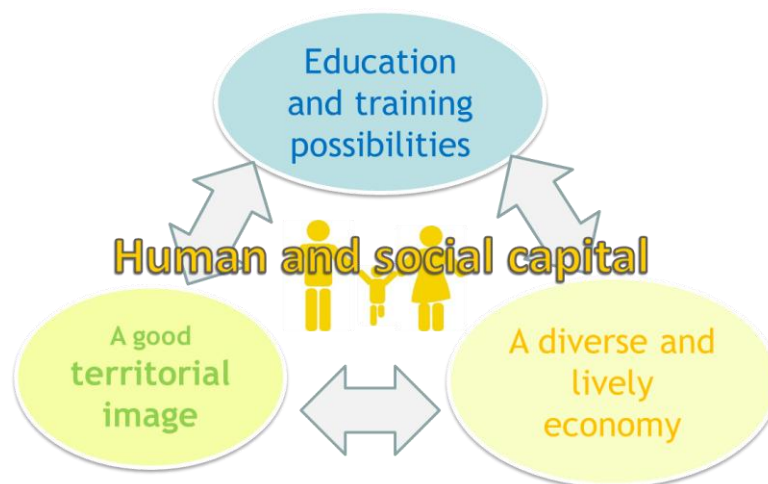 Education
and training
possibilities
Human and social capital
A good
territorial
image
A diverse and
lively
economy